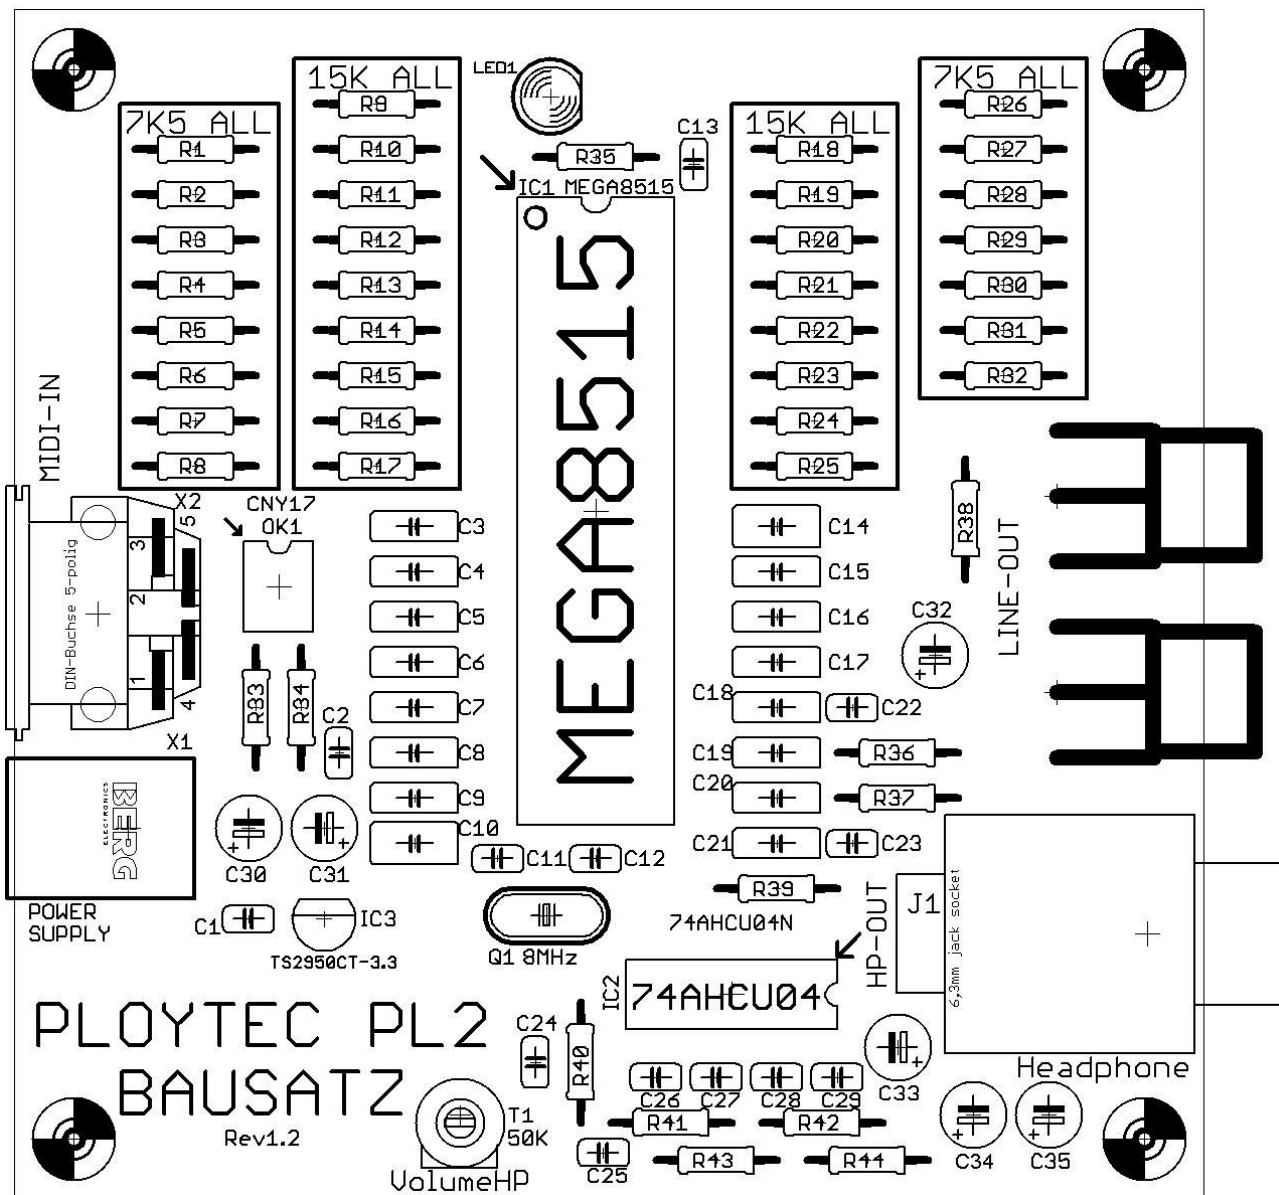 LED1
15K ALL
7K5 ALL
7K5 ALL
15K ALL
R1
R2
R3
R4
R5
R6
R7
R8
R9
R10
R11
R12
R13
R14
R15
R16
R17
R35
C13
IC1 MEGA8515
MEGA8515
R18
R19
R20
R21
R22
R23
R24
R25
R26
R27
R28
R29
R30
R31
R32
MIDI-IN
X2
5
3
2
1
4
DIN-Buchse 5-polig
X1
CNY17
OK1
R33
R34
C2
C3
C4
C5
C6
C7
C8
C9
C10
C14
C15
C16
C17
C18
C19
C20
C21
C22
R36
R37
C23
R38
LINE-OUT
C32
BERG
ELECTRONICS
POWER
SUPPLY
C30
C31
C1
IC3
TS2950CT-3.3
C11
C12
Q1 8MHz
R39
74AHCU04N
IC2
74AHCU04
HP-OUT
J1
6,3mm jack socket
Headphone
PLOYTEC PL2
BAUSATZ
Rev1.2
C24
R40
T1
50K
VolumeHP
C26
C27
C28
C29
R41
R42
C25
R43
R44
C33
C34
C35